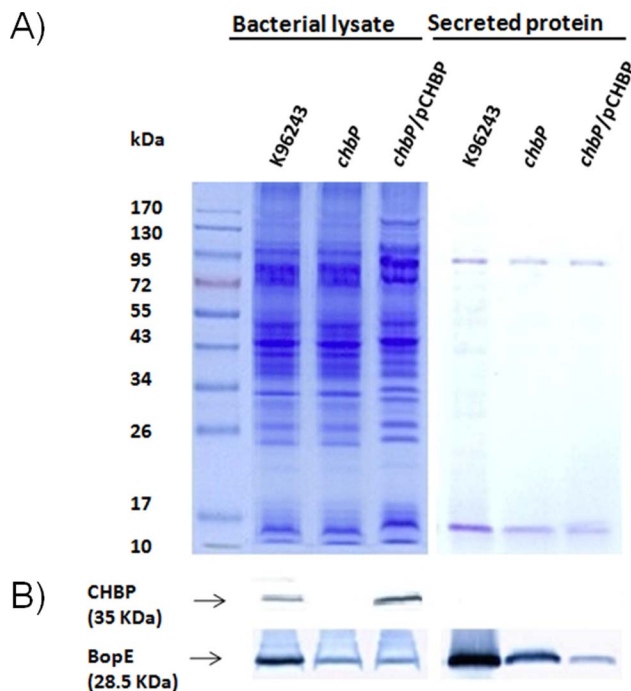 A)
Bacterial lysate Secreted protein
K96243 chbP chbP/pCHBP K96243 chbP chbP/pCHBP
kDa
170
130
95
72
55
43
34
26
17
10
B)
CHBP
(35 KDa)
BopE
(28.5 KDa)